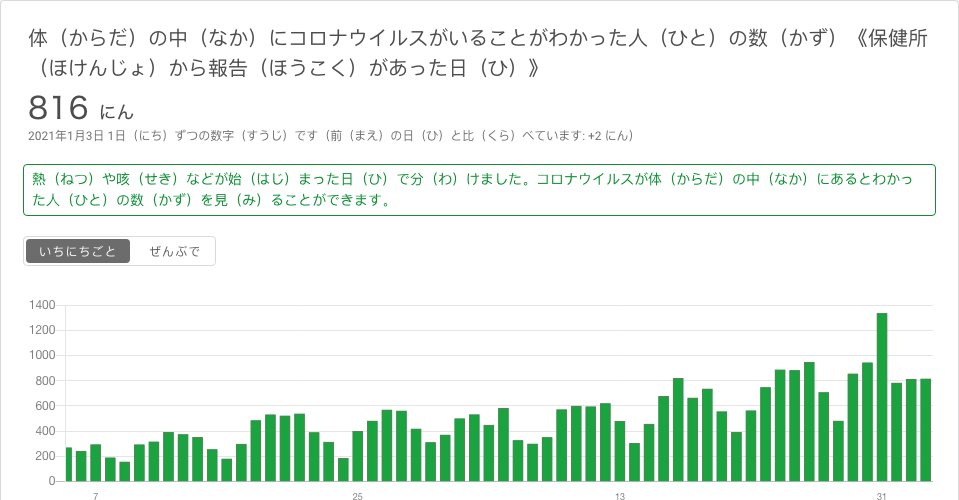 体（からだ）の中（なか）にコロナウイルスがいることがわかった人（ひと）の数（かず）《保健所
（ほけんじょ）から報告（ほうこく）があった日（ひ）》
816 にん
2021年1月3日 1日（にち）ずつの数字（すうじ）です（前（まえ）の日（ひ）と比（くら）べています: +2 にん）
熱（ねつ）や咳（せき）などが始（はじ）まった日（ひ）で分（わ）けました。コロナウイルスが体（からだ）の中（なか）にあるとわかっ
た人（ひと）の数（かず）を見（み）ることができます。
いちにちごと ぜんぶで
1400
1200
1000
800
600
400
200
0
7 25 13 31